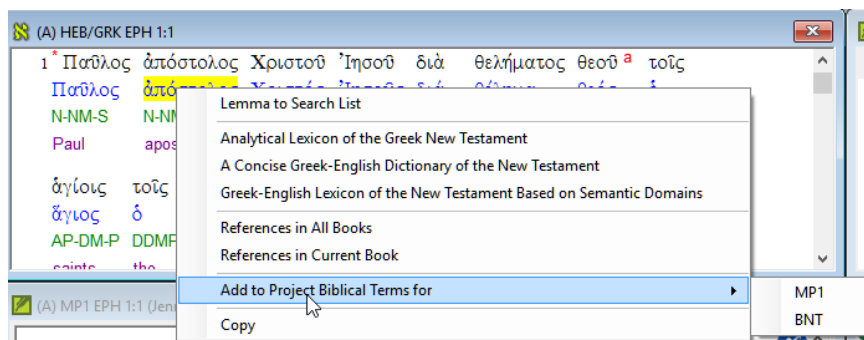 (A) HEB/GRK EPH 1:1
1 * Παῦλος ἀπόστολος Χριστοῦ Ἰησοῦ διὰ θελήματος θεοῦ a τοῖς
Παῦλος
N-NM-S
Paul
ἁγίοις τοῖς
ἅγιος ὁ
AP-DM-P DDMP
saints the
Lemma to Search List
Analytical Lexicon of the Greek New Testament
A Concise Greek-English Dictionary of the New Testament
Greek-English Lexicon of the New Testament Based on Semantic Domains
References in All Books
References in Current Book
Add to Project Biblical Terms for
Copy
MP1
BNT
(A) MP1 EPH 1:1